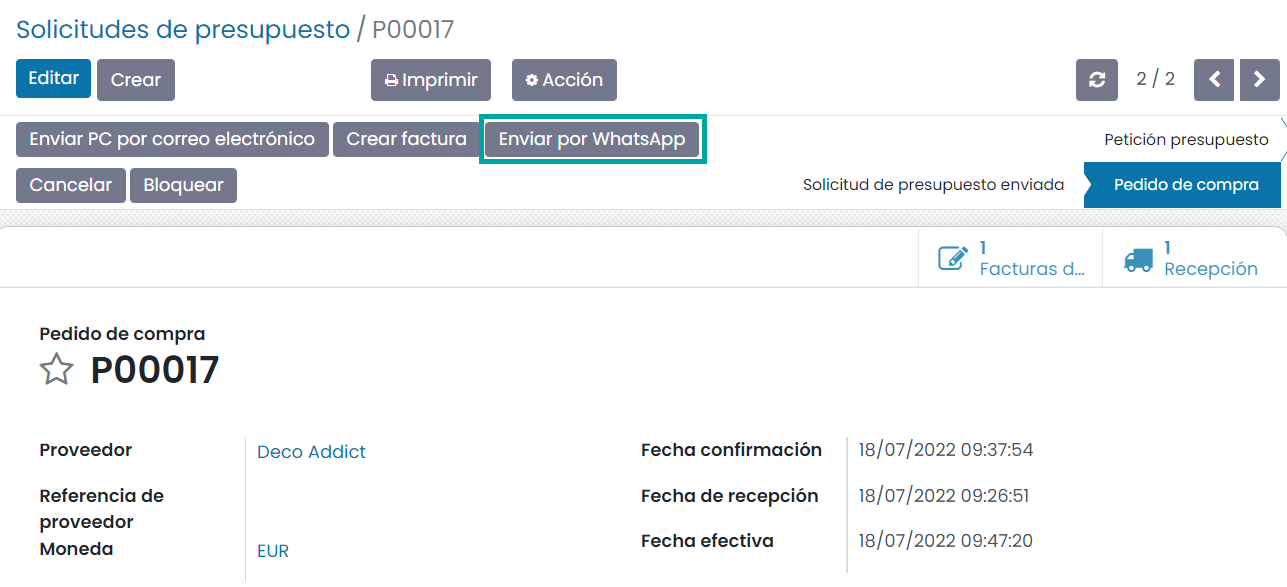 Solicitudes de presupuesto / P00017
Editar Crear Imprimir Acción 2 / 2
Enviar PC por correo electrónico Crear factura Enviar por WhatsApp Petición presupuesto
Cancelar Bloquear Solicitud de presupuesto enviada Pedido de compra
1 1
Facturas d... Recepción
Pedido de compra
P00017
Proveedor Deco Addict Fecha confirmación 18/07/2022 09:37:54
Referencia de Fecha de recepción 18/07/2022 09:26:51
proveedor
Moneda EUR Fecha efectiva 18/07/2022 09:47:20